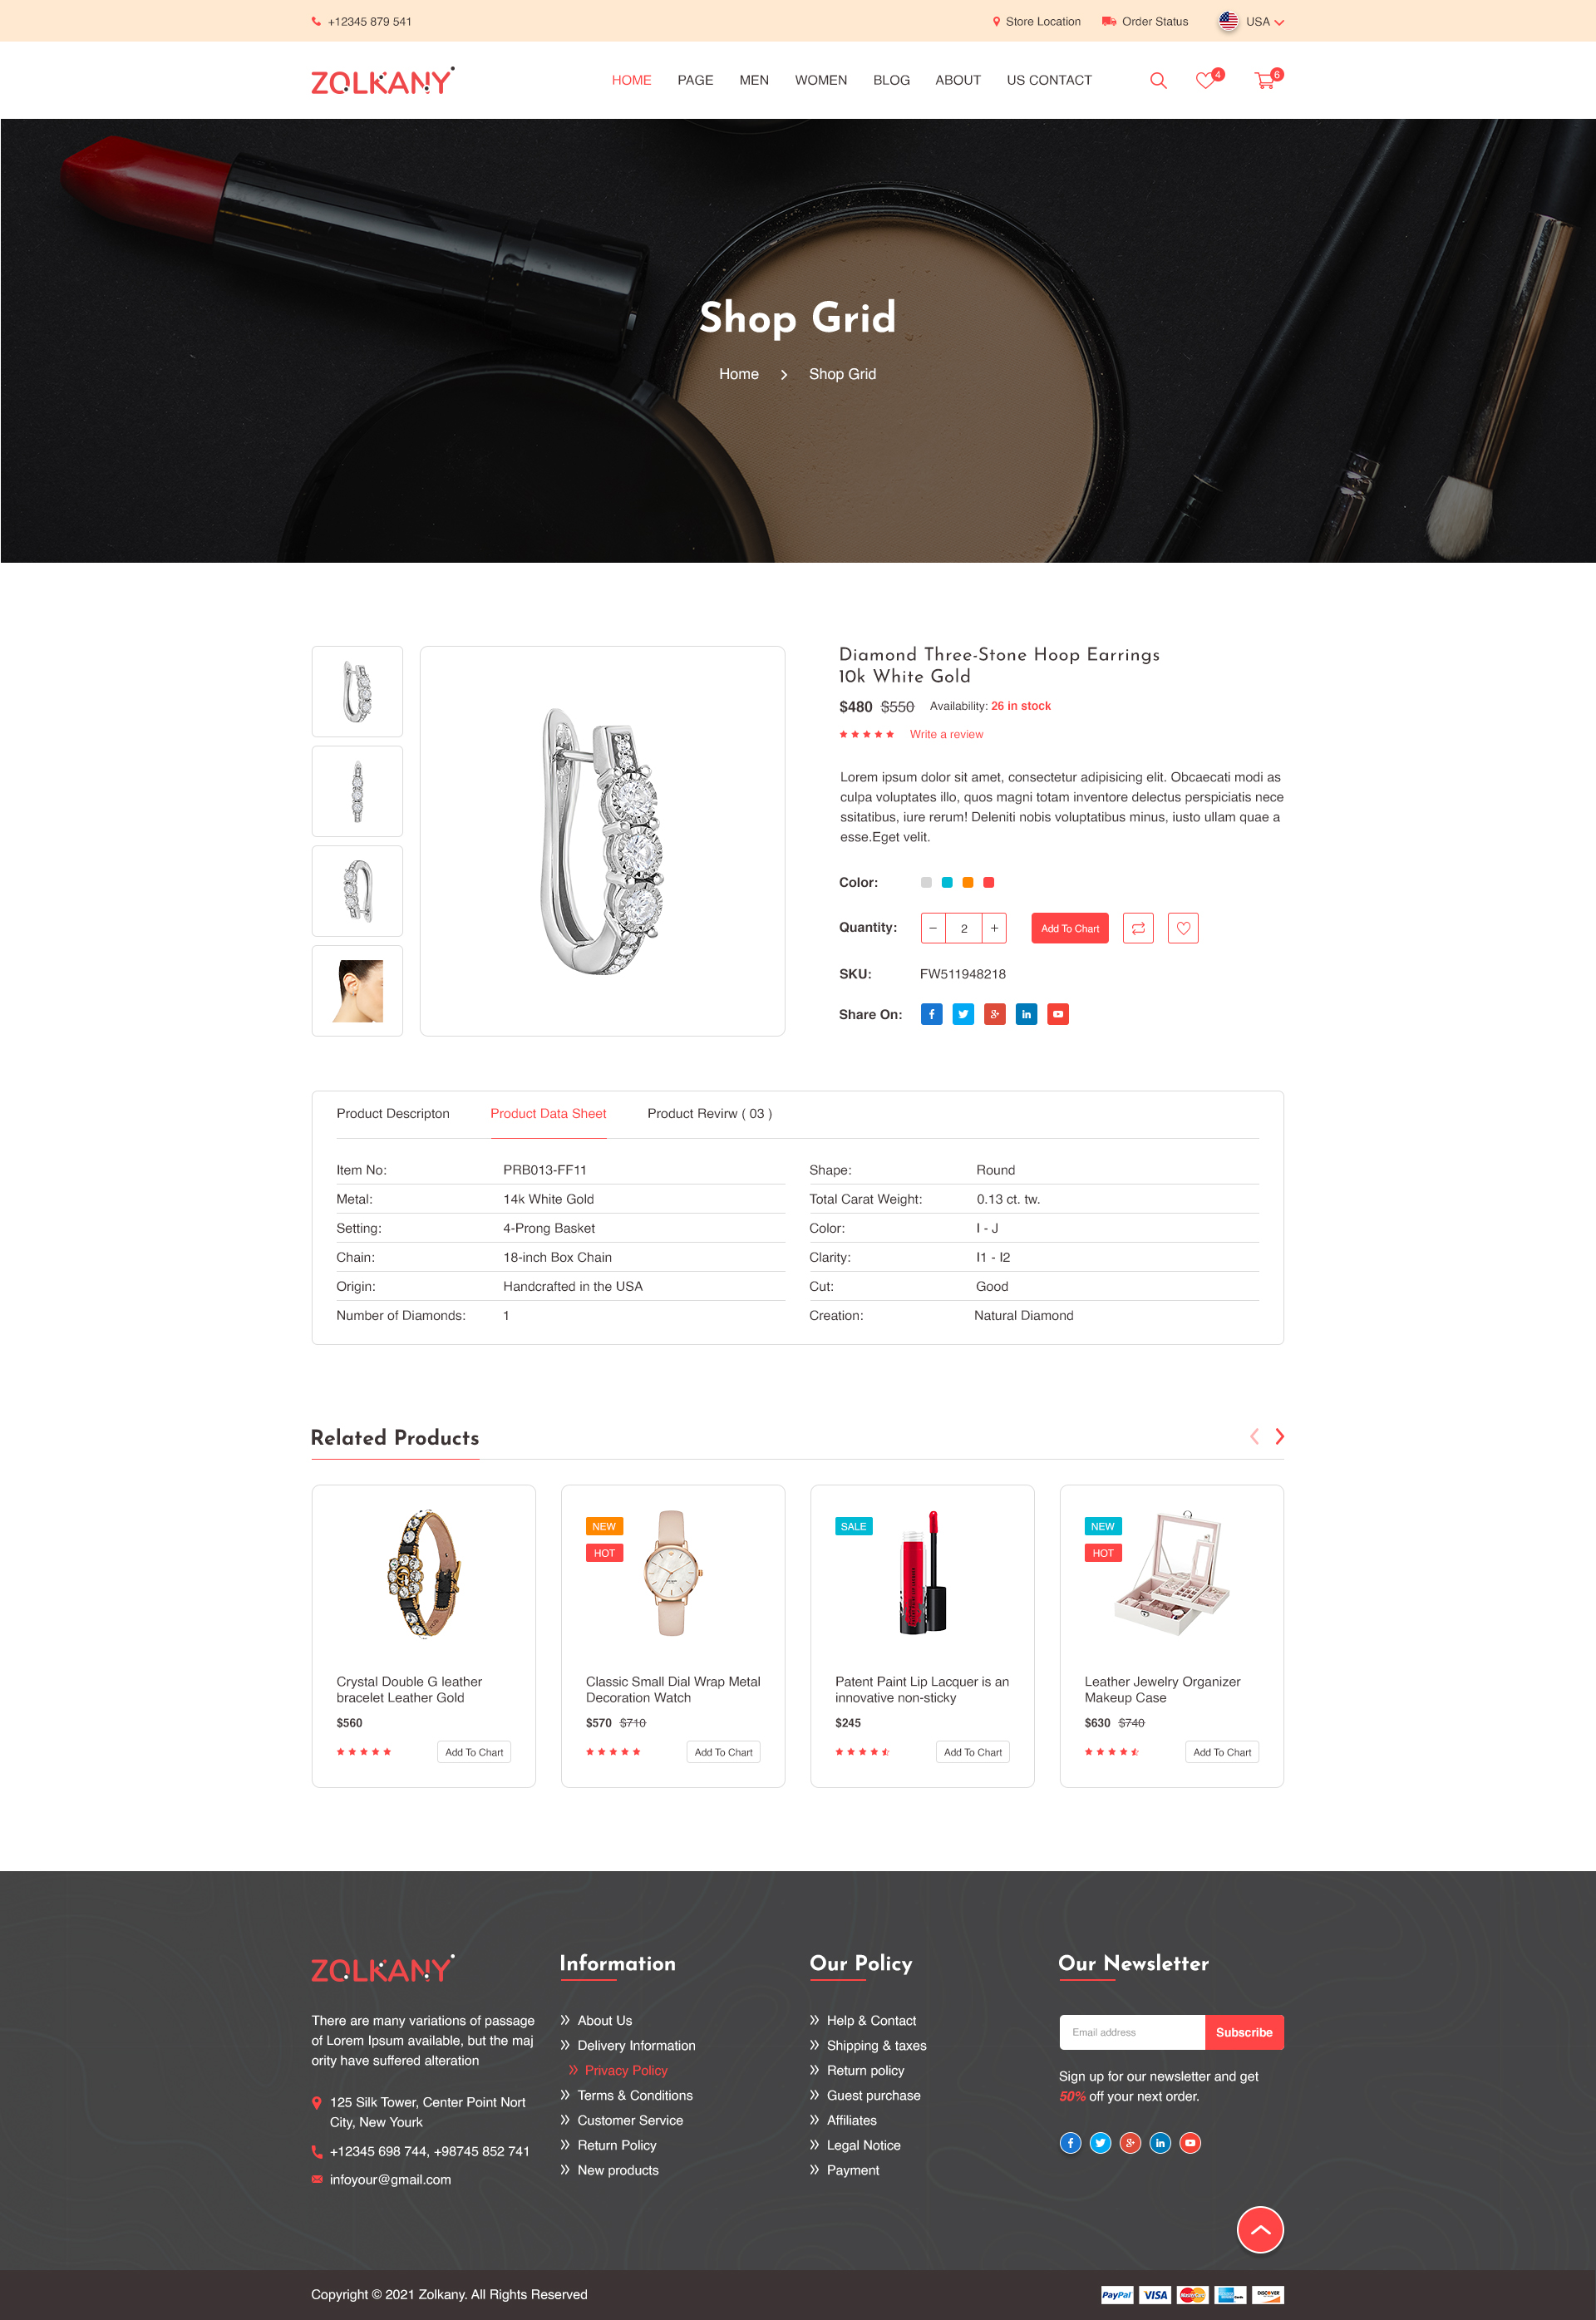 +12345 879 541
Store Location
Order Status
USA
ZOLKANY
HOME
PAGE
MEN
WOMEN
BLOG
ABOUT
US CONTACT
4
6
Shop Grid
Home
Shop Grid
Diamond Three-Stone Hoop Earrings
10k White Gold
$480 $550 Availability: 26 in stock
Write a review
Lorem ipsum dolor sit amet, consectetur adipisicing elit. Obcaecati modi as
culpa voluptates illo, quos magni totam inventore delectus perspiciatis nece
ssitatibus, iure rerum! Deleniti nobis voluptatibus minus, iusto ullam quae a
esse.Eget velit.
Color:
Quantity: − 2 + Add To Chart
SKU: FW511948218
Share On:
Product Descripton
Product Data Sheet
Product Revirw ( 03 )
Item No: PRB013-FF11
Metal: 14k White Gold
Setting: 4-Prong Basket
Chain: 18-inch Box Chain
Origin: Handcrafted in the USA
Number of Diamonds: 1
Shape: Round
Total Carat Weight: 0.13 ct. tw.
Color: I - J
Clarity: I1 - I2
Cut: Good
Creation: Natural Diamond
Related Products
Crystal Double G leather
bracelet Leather Gold
$560
Add To Chart
NEW
HOT
Classic Small Dial Wrap Metal
Decoration Watch
$570 $710
Add To Chart
SALE
Patent Paint Lip Lacquer is an
innovative non-sticky
$245
Add To Chart
NEW
HOT
Leather Jewelry Organizer
Makeup Case
$630 $740
Add To Chart
ZOLKANY
There are many variations of passage
of Lorem Ipsum available, but the maj
ority have suffered alteration
125 Silk Tower, Center Point Nort
City, New Yourk
+12345 698 744, +98745 852 741
infoyour@gmail.com
Information
About Us
Delivery Information
Privacy Policy
Terms & Conditions
Customer Service
Return Policy
New products
Our Policy
Help & Contact
Shipping & taxes
Return policy
Guest purchase
Affiliates
Legal Notice
Payment
Our Newsletter
Email address
Subscribe
Sign up for our newsletter and get
50% off your next order.
Copyright © 2021 Zolkany. All Rights Reserved
PayPal
VISA
DISCOVER